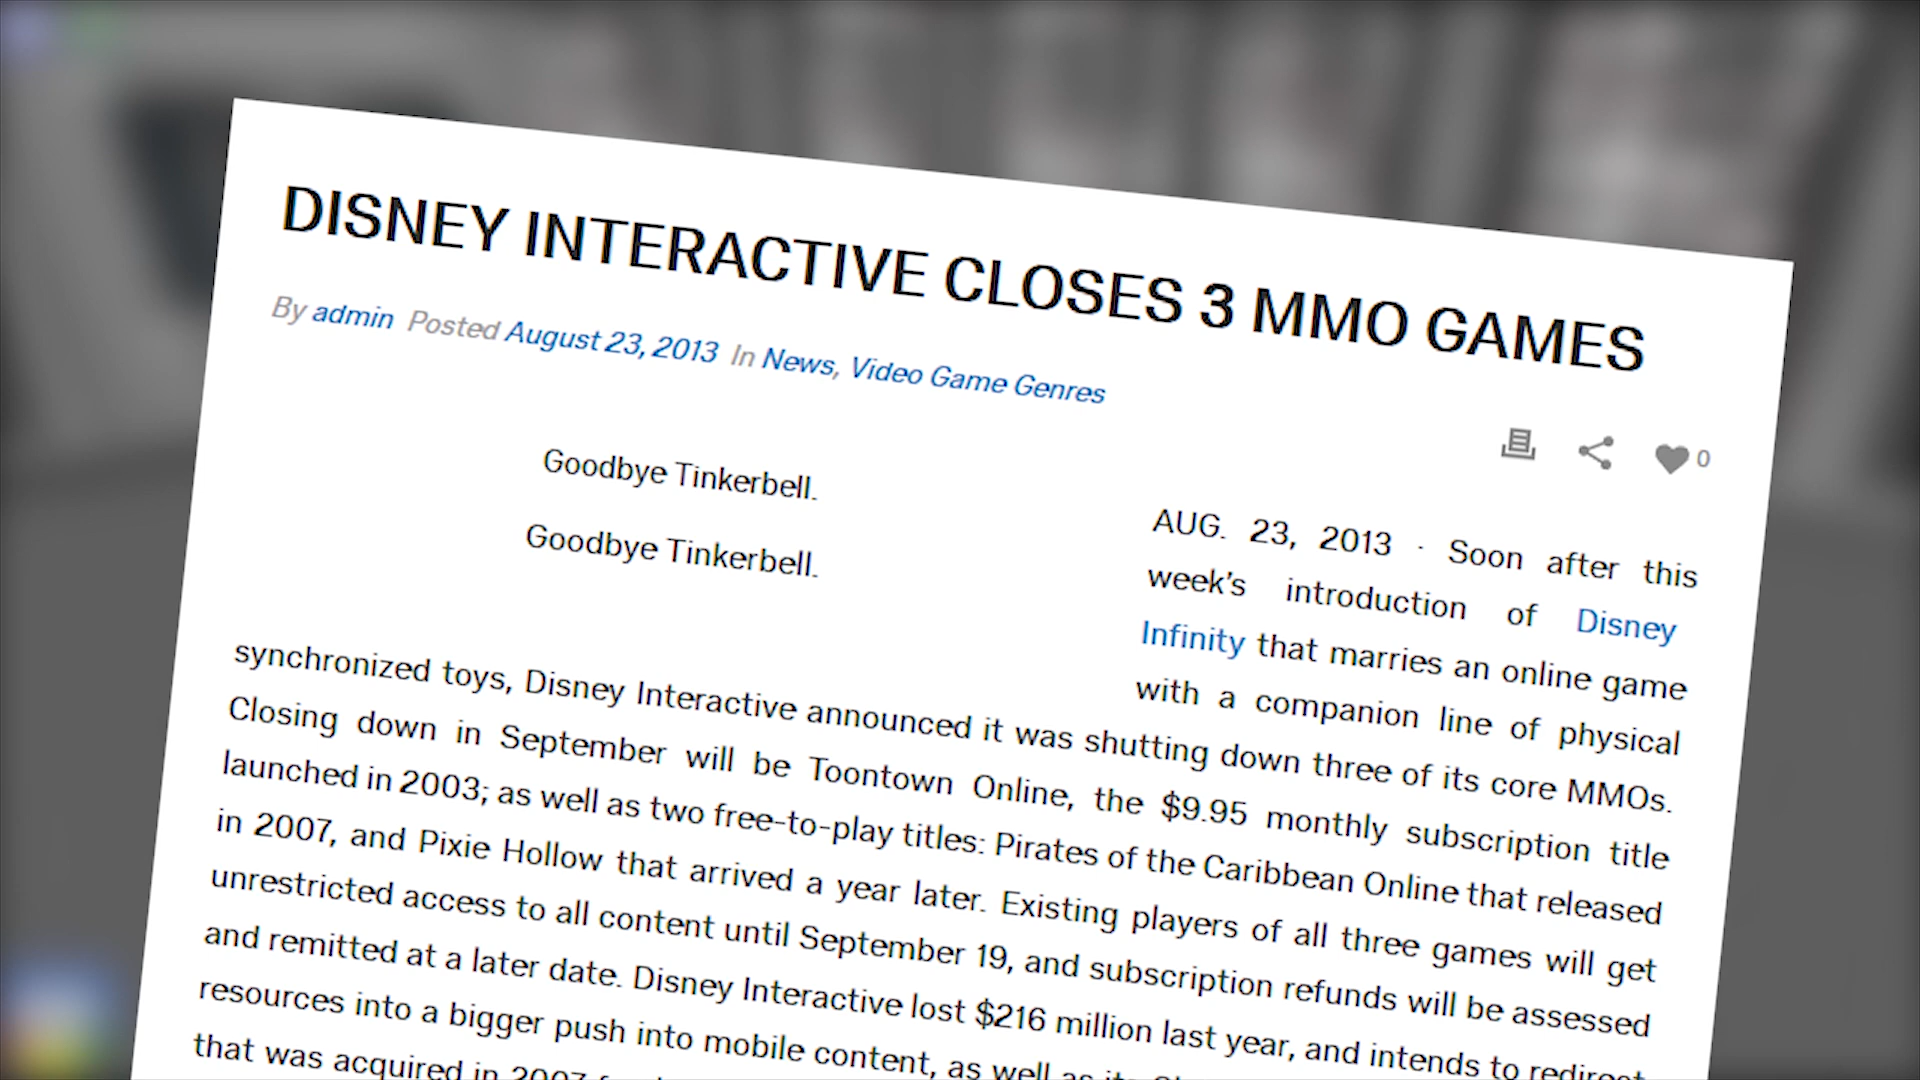 DISNEY INTERACTIVE CLOSES 3 MMO GAMES
By admin Posted August 23, 2013 In News, Video Game Genres
0
Goodbye Tinkerbell.
Goodbye Tinkerbell.
AUG. 23, 2013 · Soon after this
week's introduction of Disney
Infinity that marries an online game
with a companion line of physical
synchronized toys, Disney Interactive announced it was shutting down three of its core MMOs.
Closing down in September will be Toontown Online, the $9.95 monthly subscription title
launched in 2003; as well as two free-to-play titles: Pirates of the Caribbean Online that released
in 2007, and Pixie Hollow that arrived a year later. Existing players of all three games will get
unrestricted access to all content until September 19, and subscription refunds will be assessed
and remitted at a later date. Disney Interactive lost $216 million last year, and intends to redirect
resources into a bigger push into mobile content, as well as
that was acquired in 2007